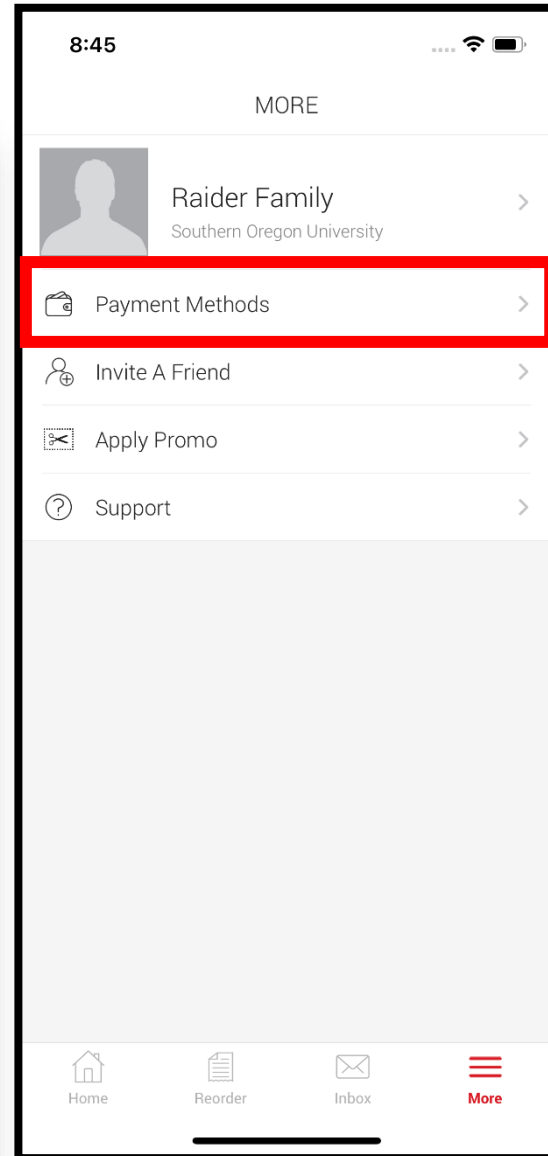 8:45
MORE
Raider Family
Southern Oregon University
Payment Methods
Invite A Friend
Apply Promo
Support
Home Reorder Inbox More